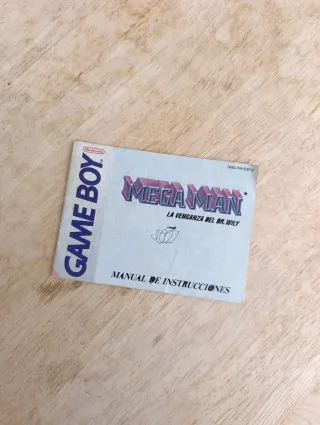 Nintendo
GAME BOY
MEGA MAN
LA VENGANZA DEL DR. WILY
MANUAL DE INSTRUCCIONES